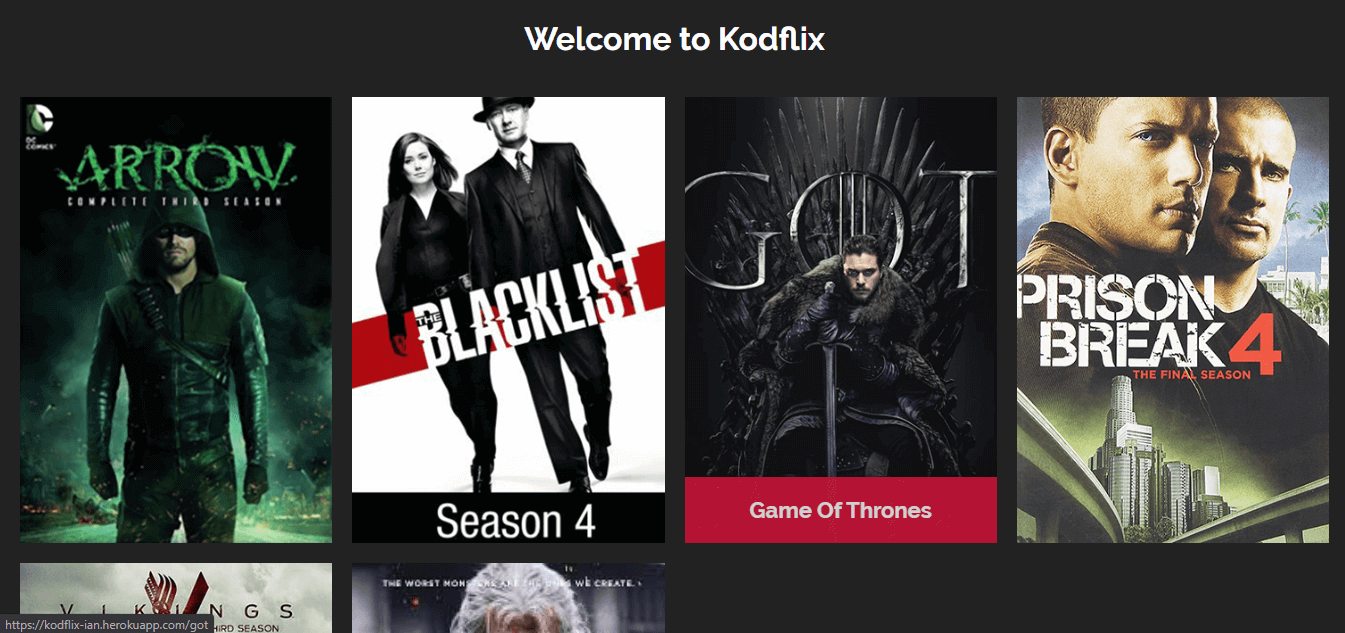 Welcome to Kodflix
DC
COMICS™
ARROW
COMPLETE THIRD SEASON
THE
BLACKLIST
Season 4
GOT
Game Of Thrones
PRISON
BREAK 4
THE FINAL SEASON
VIKINGS
THIRD SEASON
THE WORST MONSTERS ARE THE ONES WE CREATE.
https://kodflix-ian.herokuapp.com/got